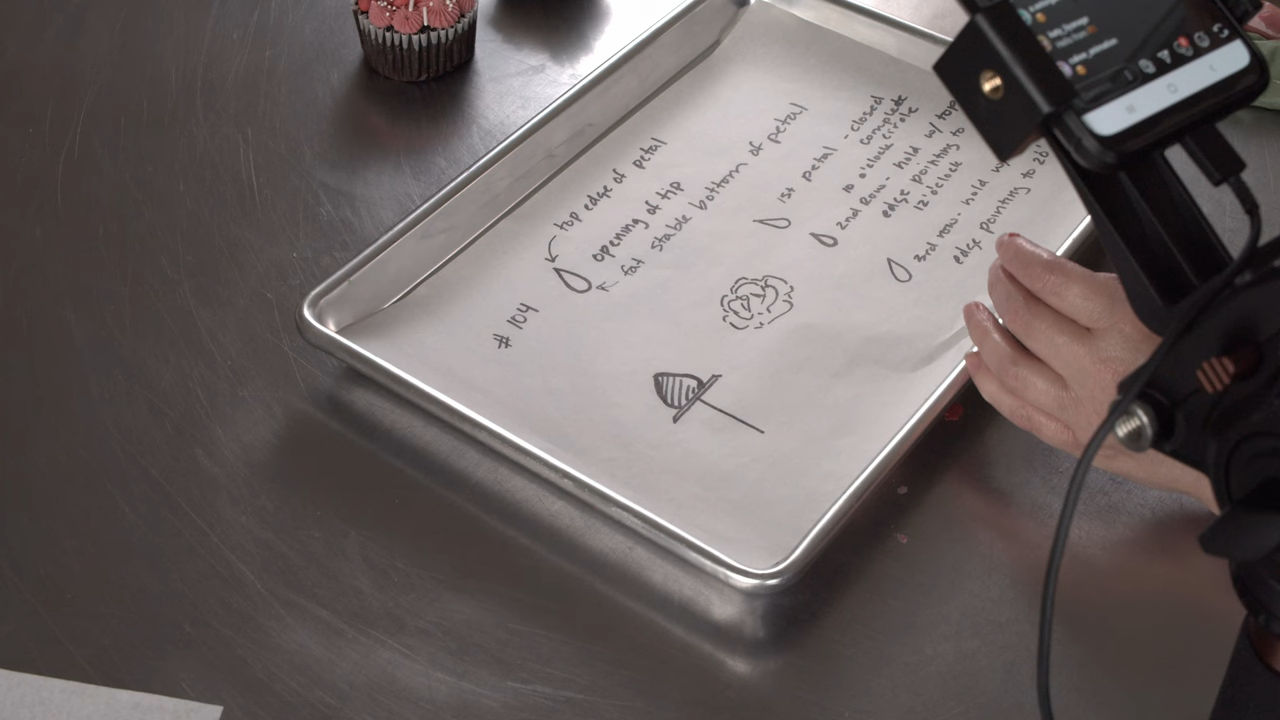 # 104
top edge of petal
opening of tip
fat stable bottom of petal
1st petal - closed
complete
circle
2nd Row - hold w/ top
edge pointing to
12 o'clock
3rd row - hold w/
edge pointing to
10 o'clock